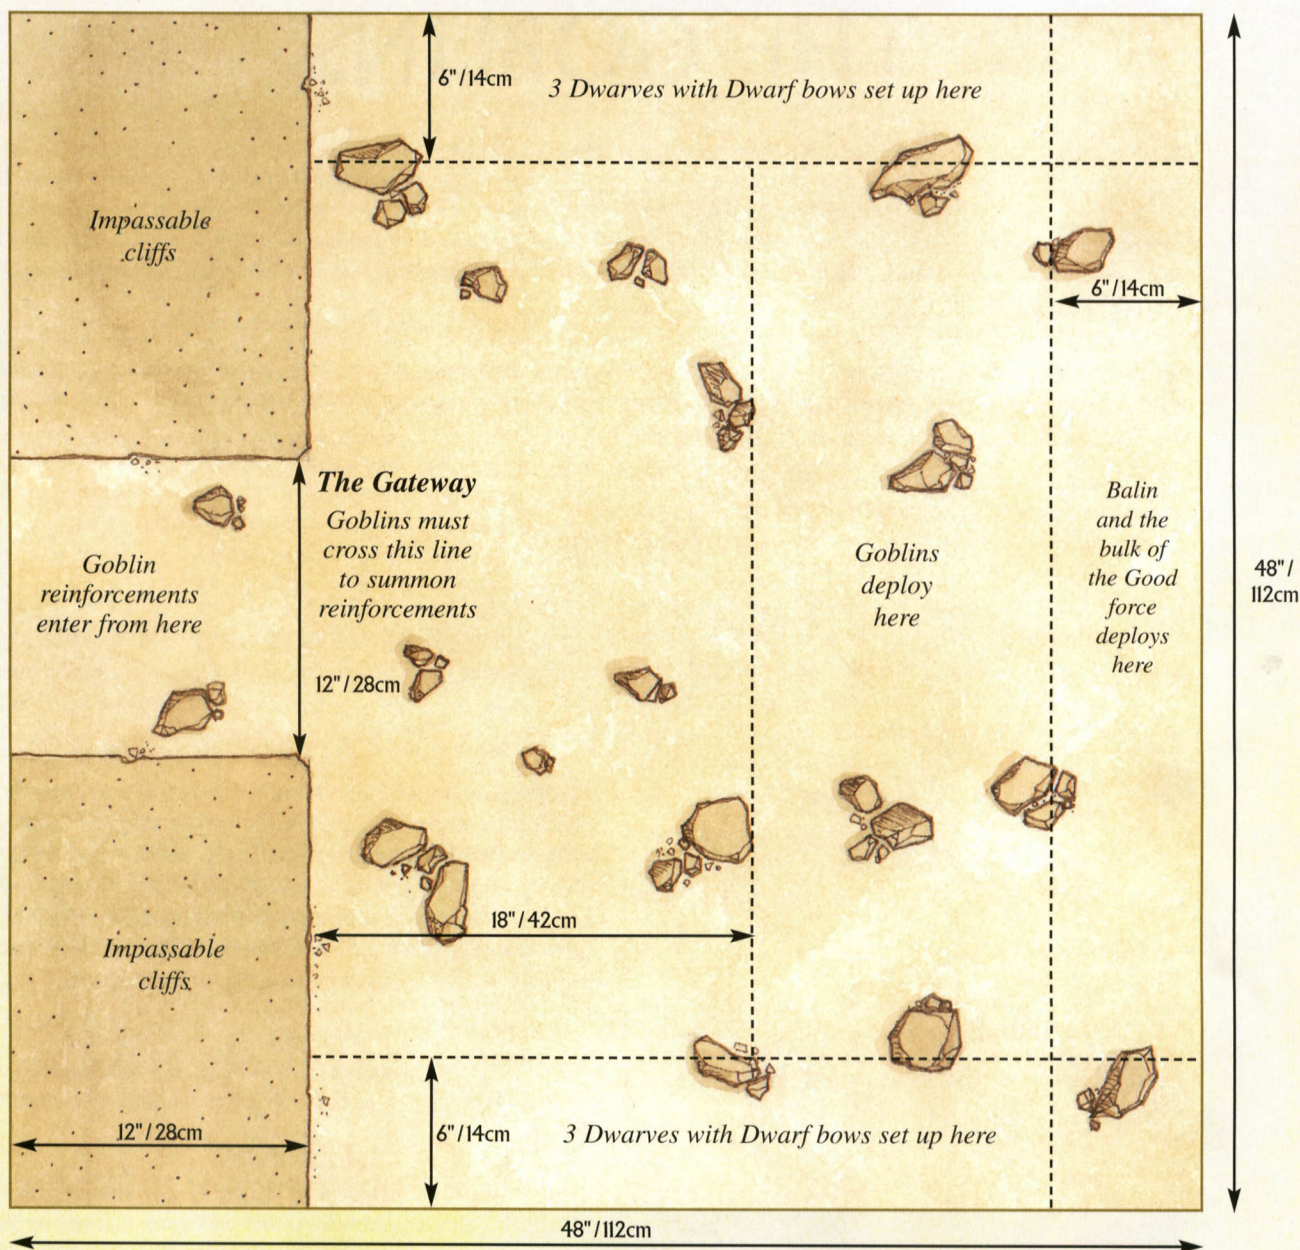 6"/14cm
3 Dwarves with Dwarf bows set up here
Impassable
cliffs
6"/14cm
The Gateway
Goblins must
cross this line
to summon
reinforcements
12"/28cm
Goblin
reinforcements
enter from here
Goblins
deploy
here
Balin
and the
bulk of
the Good
force
deploys
here
48"/
112cm
18"/42cm
Impassable
cliffs
12"/28cm
6"/14cm
3 Dwarves with Dwarf bows set up here
48"/112cm